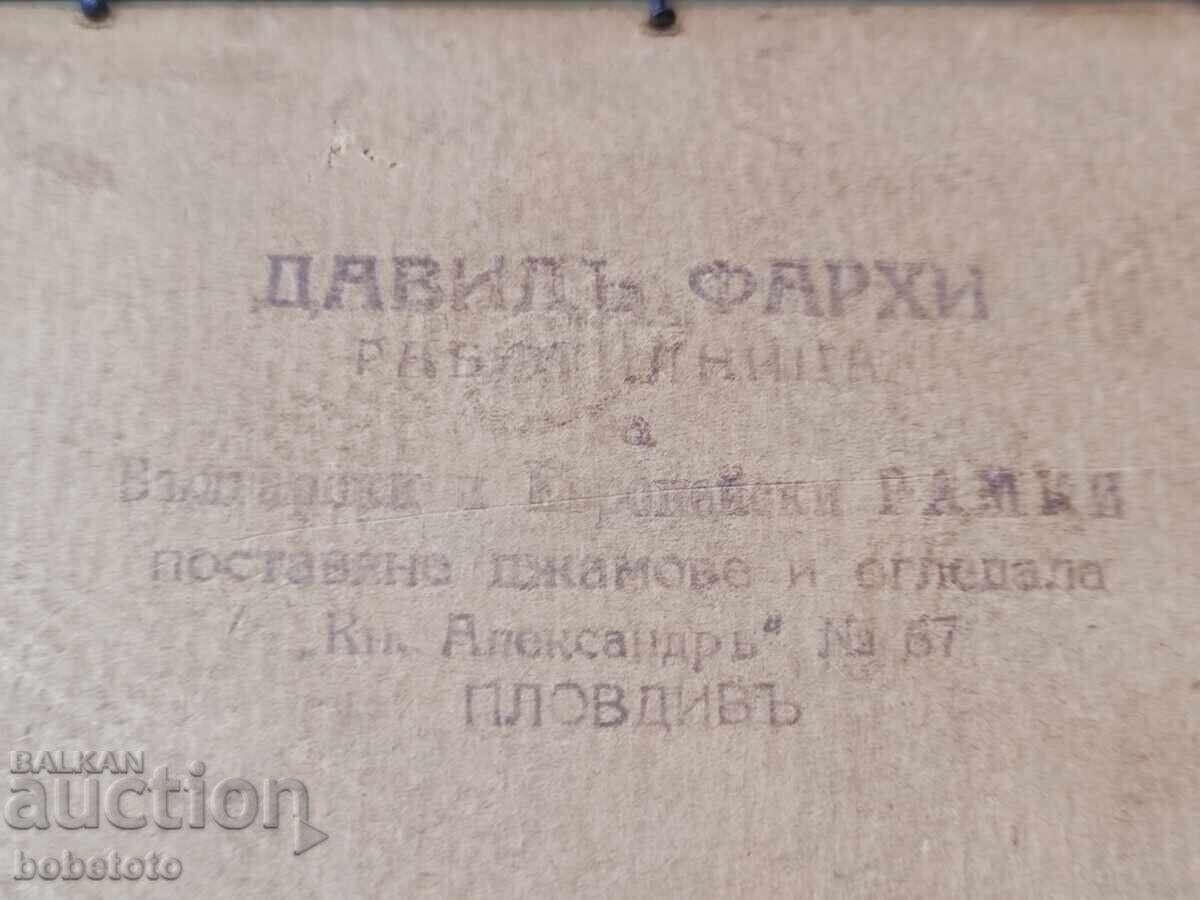 ДАВИДЪ ФАРХИ
РАБОТИЛНИЦА
за
Български и Европейски РАМКИ
поставяне джамове и огледала
„Кн. Александръ“ № 67
ПЛОВДИВЪ
BALKAN
auction
bobetoto